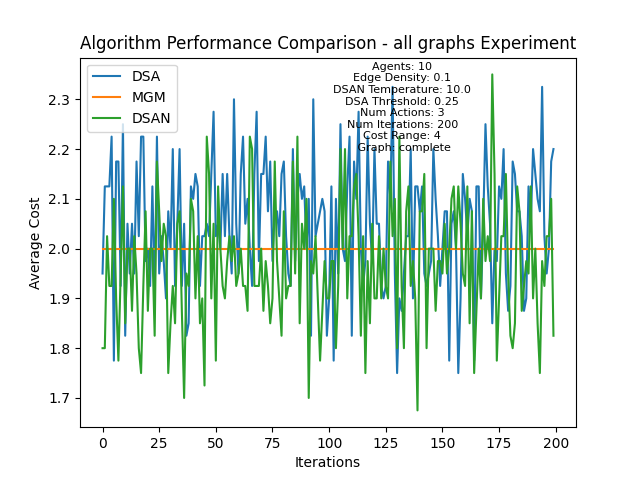 Algorithm Performance Comparison - all graphs Experiment
DSA
MGM
DSAN
Agents: 10
Edge Density: 0.1
DSAN Temperature: 10.0
DSA Threshold: 0.25
Num Actions: 3
Num Iterations: 200
Cost Range: 4
Graph: complete
Average Cost
2.3
2.2
2.1
2.0
1.9
1.8
1.7
0 25 50 75 100 125 150 175 200
Iterations